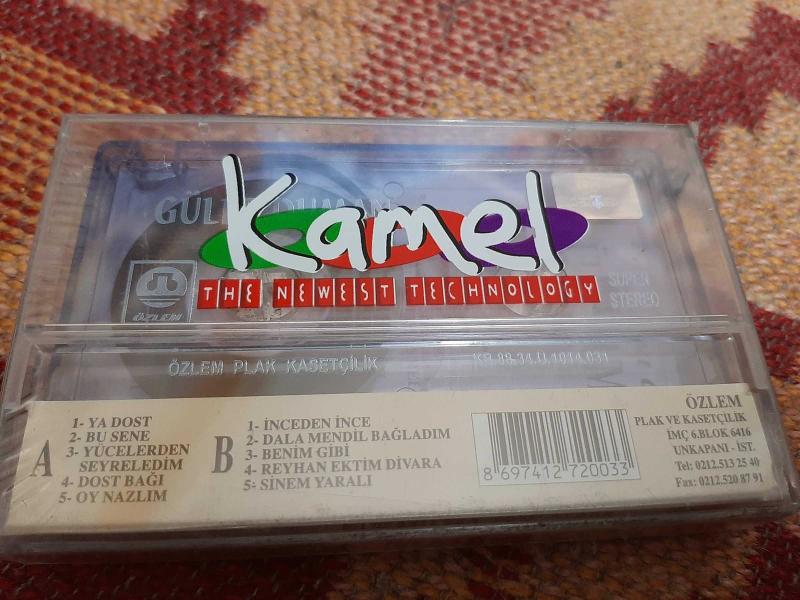 DUMAN
Kamel
THE NEWEST TECHNOLOGY
ÖZLEM
SUPER
STEREO
ÖZLEM PLAK KASETÇİLİK
A
1- YA DOST
2- BU SENE
3- YÜCELERDEN
SEYRELEDİM
4- DOST BAĞI
5- OY NAZLIM
B
1- İNCEDEN İNCE
2- DALA MENDİL BAĞLADIM
3- BENİM GİBİ
4- REYHAN EKTİM DİVARA
5- SİNEM YARALI
8 697412 720033
ÖZLEM
PLAK VE KASETÇİLİK
İMÇ 6.BLOK 6416
UNKAPANI - İST.
Tel: 0212.513 25 40
Fax: 0212.520 87 91